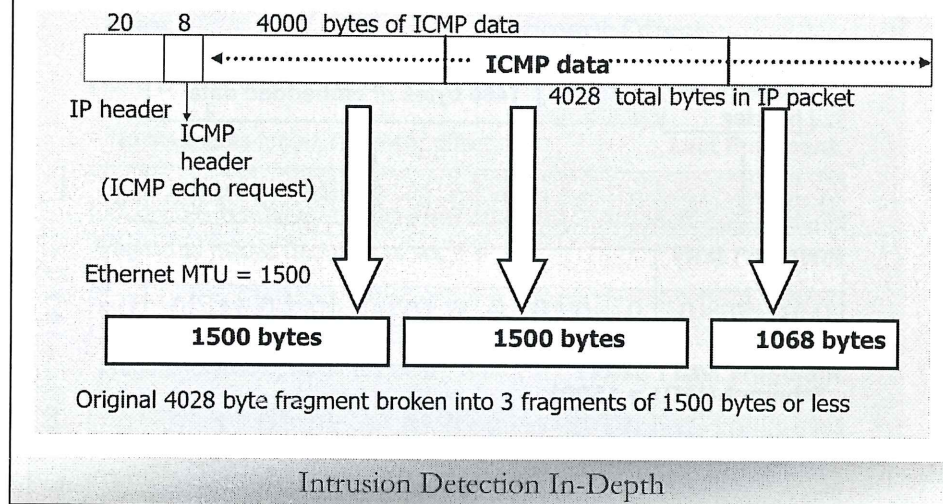 20 8 4000 bytes of ICMP data
ICMP data
4028 total bytes in IP packet
IP header
ICMP
header
(ICMP echo request)
Ethernet MTU = 1500
1500 bytes 1500 bytes 1068 bytes
Original 4028 byte fragment broken into 3 fragments of 1500 bytes or less
Intrusion Detection In-Depth